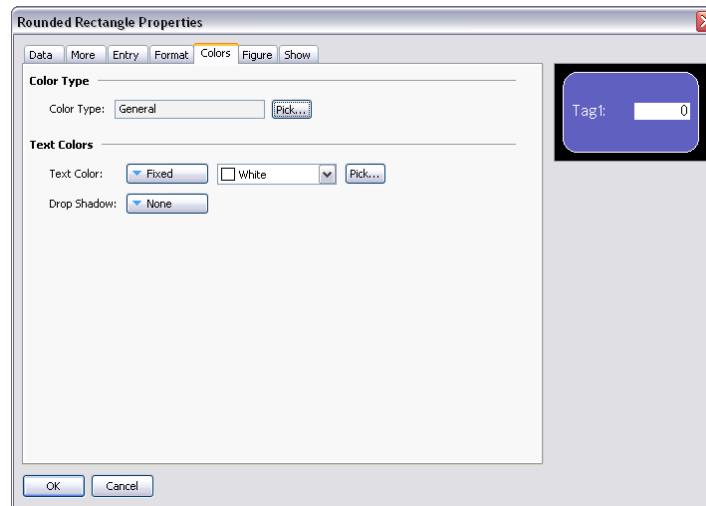 Rounded Rectangle Properties
Data More Entry Format Colors Figure Show
Color Type
Color Type: General Pick...
Tag1: 0
Text Colors
Text Color: Fixed White Pick...
Drop Shadow: None
OK Cancel